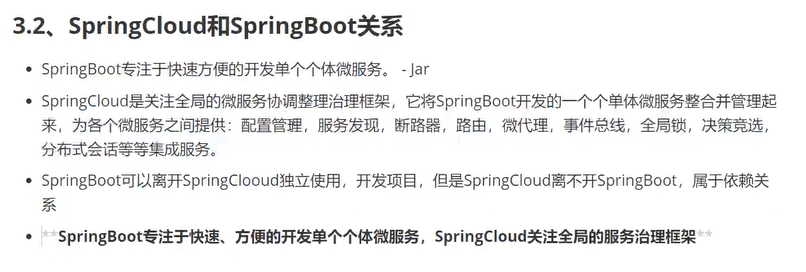 3.2、SpringCloud和SpringBoot关系
SpringBoot专注于快速方便的开发单个个体微服务。 - Jar
SpringCloud是关注全局的微服务协调整理治理框架，它将SpringBoot开发的一个个单体微服务整合并管理起
来，为各个微服务之间提供：配置管理，服务发现，断路器，路由，微代理，事件总线，全局锁，决策竞选，
分布式会话等等集成服务。
SpringBoot可以离开SpringClooud独立使用，开发项目，但是SpringCloud离不开SpringBoot，属于依赖关
系
**SpringBoot专注于快速、方便的开发单个个体微服务，SpringCloud关注全局的服务治理框架**